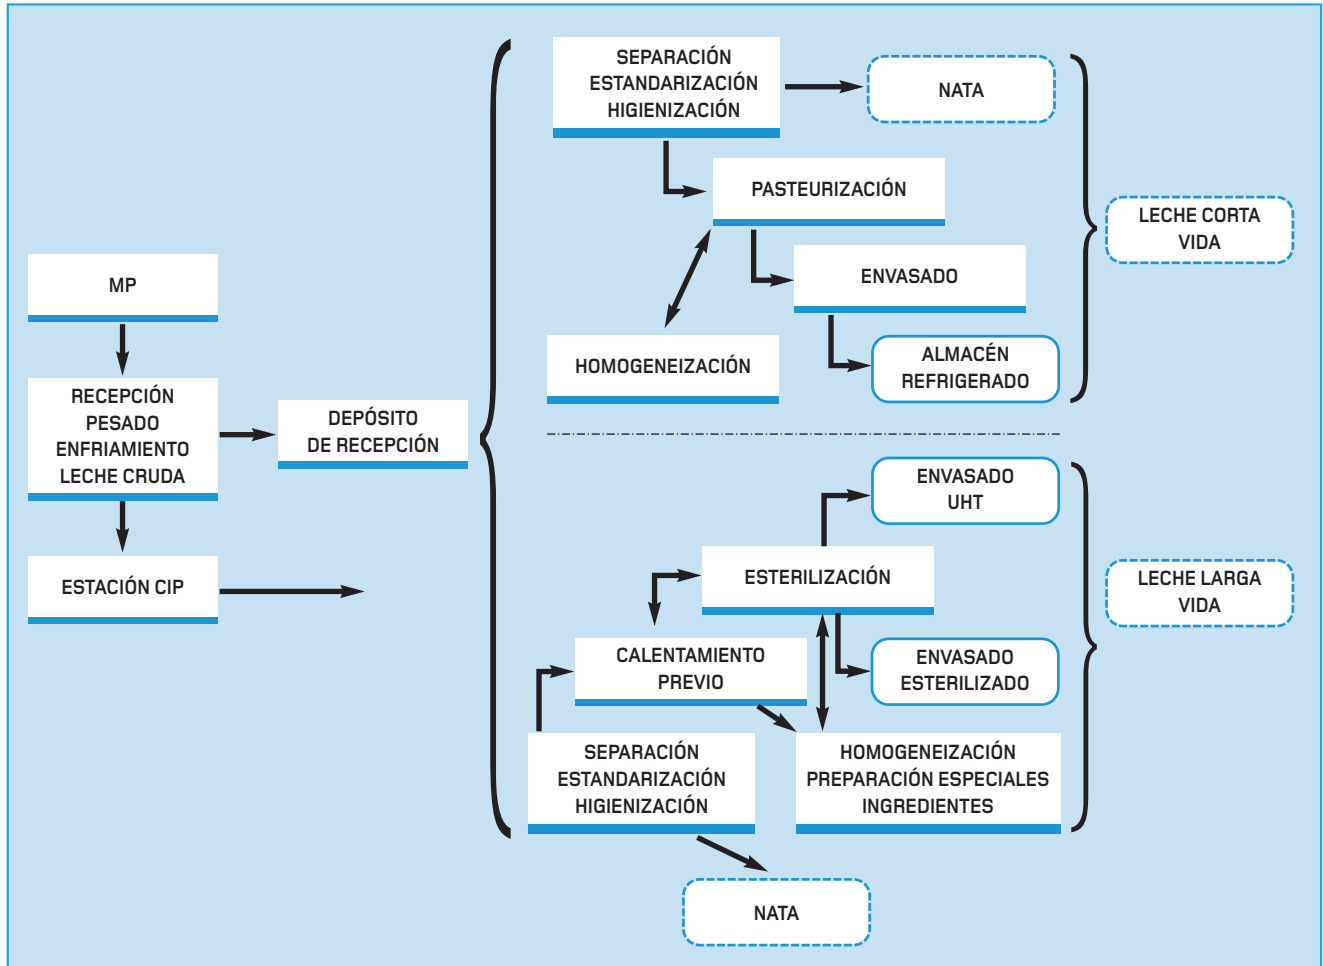 MP
RECEPCIÓN
PESADO
ENFRIAMIENTO
LECHE CRUDA
ESTACIÓN CIP
DEPÓSITO
DE RECEPCIÓN
SEPARACIÓN
ESTANDARIZACIÓN
HIGIENIZACIÓN
NATA
PASTEURIZACIÓN
ENVASADO
HOMOGENEIZACIÓN
ALMACÉN
REFRIGERADO
LECHE CORTA
VIDA
ENVASADO
UHT
ESTERILIZACIÓN
CALENTAMIENTO
PREVIO
ENVASADO
ESTERILIZADO
SEPARACIÓN
ESTANDARIZACIÓN
HIGIENIZACIÓN
HOMOGENEIZACIÓN
PREPARACIÓN ESPECIALES
INGREDIENTES
NATA
LECHE LARGA
VIDA